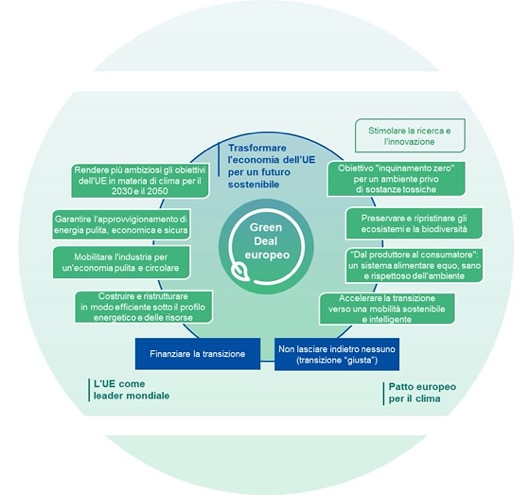 Trasformare
l'economia dell'UE
per un futuro
sostenibile
Stimolare la ricerca e
l'innovazione
Rendere più ambiziosi gli obiettivi
dell'UE in materia di clima per il
2030 e il 2050
Obiettivo "inquinamento zero"
per un ambiente privo
di sostanze tossiche
Garantire l'approvvigionamento di
energia pulita, economica e sicura
Green
Deal
europeo
Preservare e ripristinare gli
ecosistemi e la biodiversità
Mobilitare l'industria per
un'economia pulita e circolare
"Dal produttore al consumatore":
un sistema alimentare equo, sano
e rispettoso dell'ambiente
Costruire e ristrutturare
in modo efficiente sotto il profilo
energetico e delle risorse
Accelerare la transizione
verso una mobilità sostenibile
e intelligente
Finanziare la transizione
Non lasciare indietro nessuno
(transizione "giusta")
L'UE come
leader mondiale
Patto europeo
per il clima